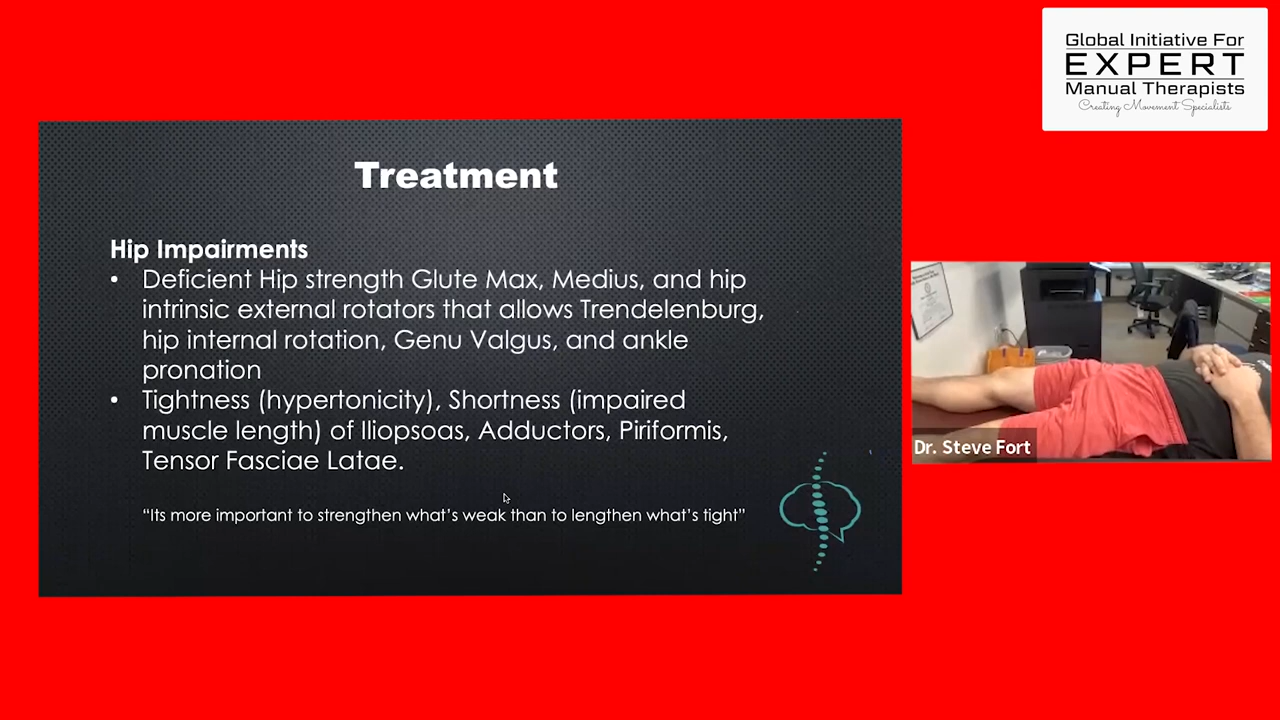 Global Initiative For
EXPERT
Manual Therapists
Creating Movement Specialists
Treatment
Hip Impairments
• Deficient Hip strength Glute Max, Medius, and hip
intrinsic external rotators that allows Trendelenburg,
hip internal rotation, Genu Valgus, and ankle
pronation
• Tightness (hypertonicity), Shortness (impaired
muscle length) of Iliopsoas, Adductors, Piriformis,
Tensor Fasciae Latae.
“Its more important to strengthen what’s weak than to lengthen what’s tight”
Dr. Steve Fort